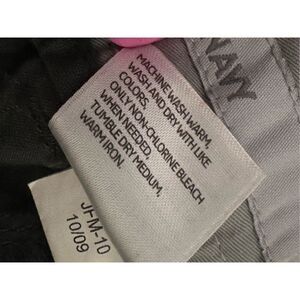 NAVY
MACHINE WASH WARM,
WASH AND DRY WITH LIKE
COLORS.
ONLY NON-CHLORINE BLEACH
WHEN NEEDED,
TUMBLE DRY MEDIUM,
WARM IRON.
JFM-10
10/09